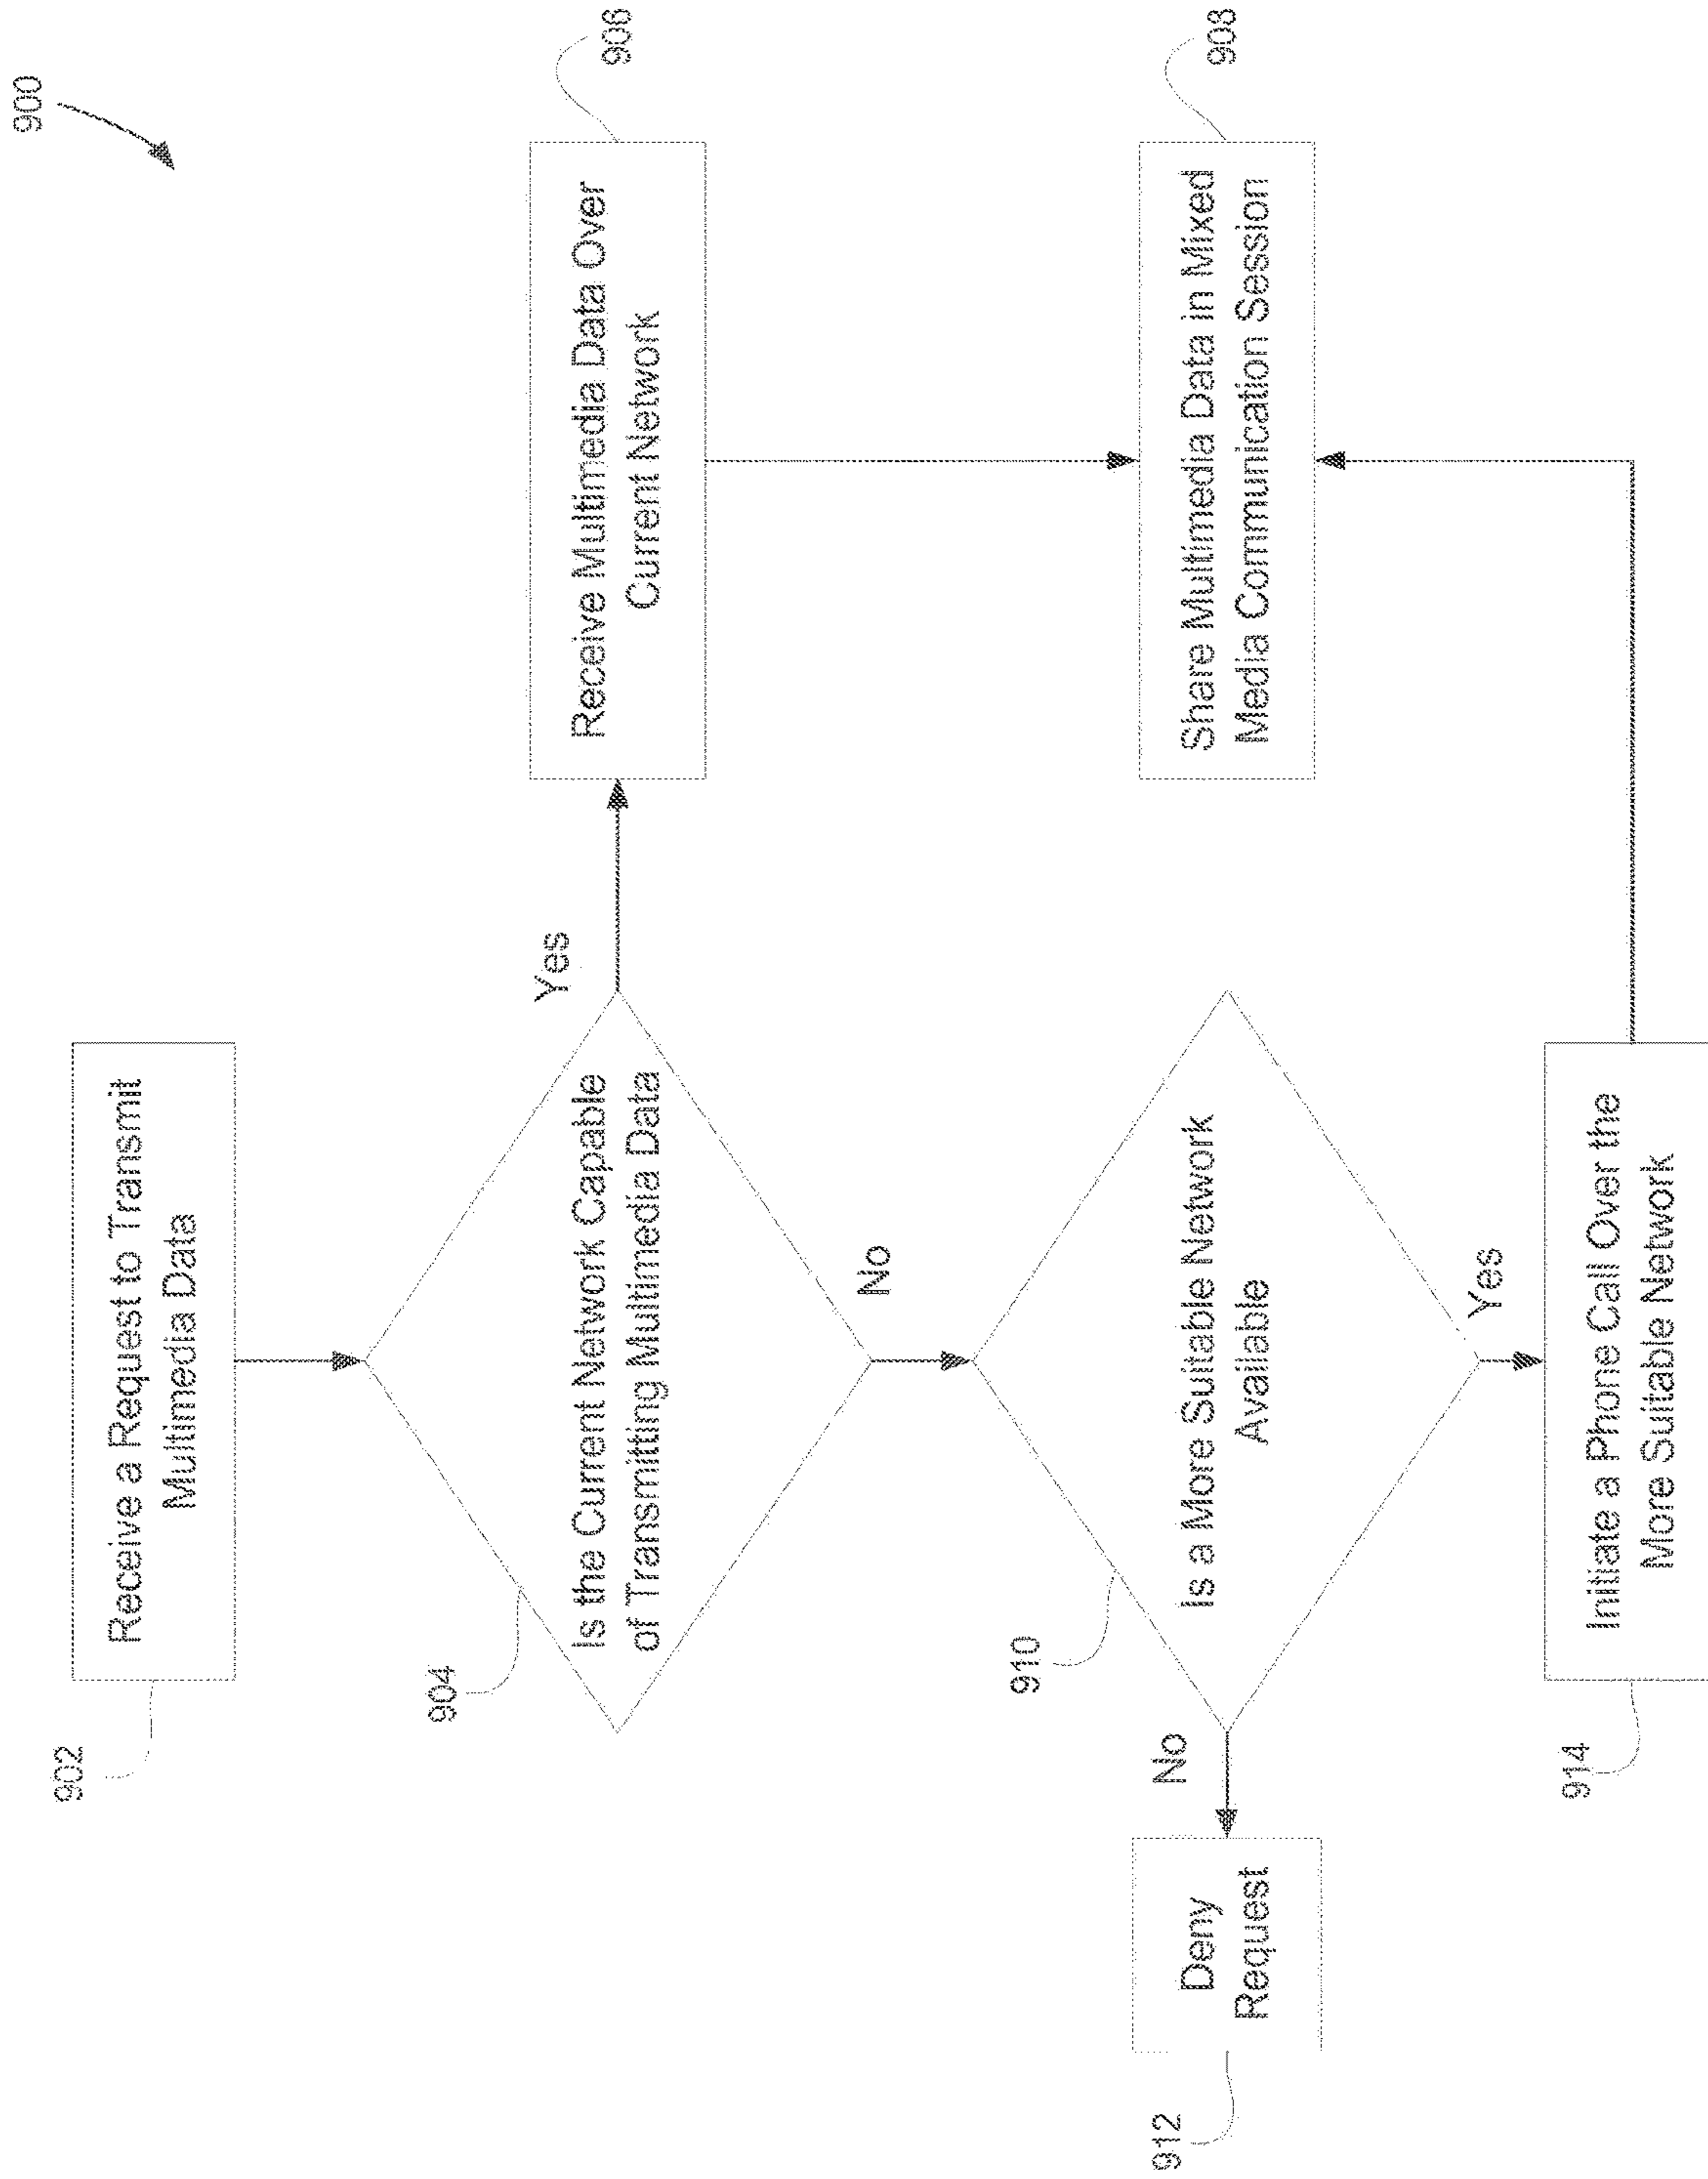 900
902
Receive a Request to Transmit
Multimedia Data
904
Is the Current Network Capable
of Transmitting Multimedia Data
Yes
Receive Multimedia Data Over
Current Network
906
No
910
Is a More Suitable Network
Available
No
Deny
Request
912
Share Multimedia Data in Mixed
Media Communication Session
908
Yes
914
Initiate a Phone Call Over the
More Suitable Network